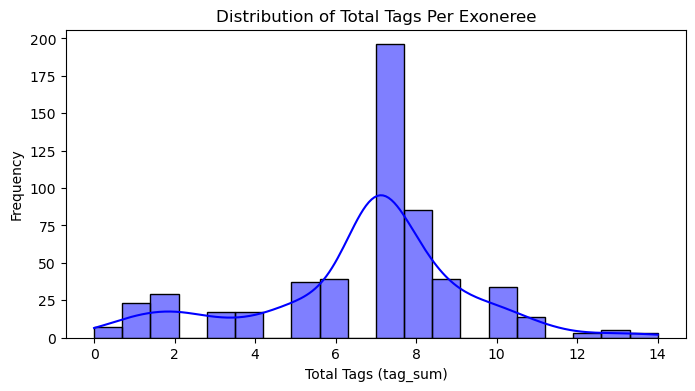 Distribution of Total Tags Per Exoneree
Frequency
200
175
150
125
100
75
50
25
0
0 2 4 6 8 10 12 14
Total Tags (tag_sum)